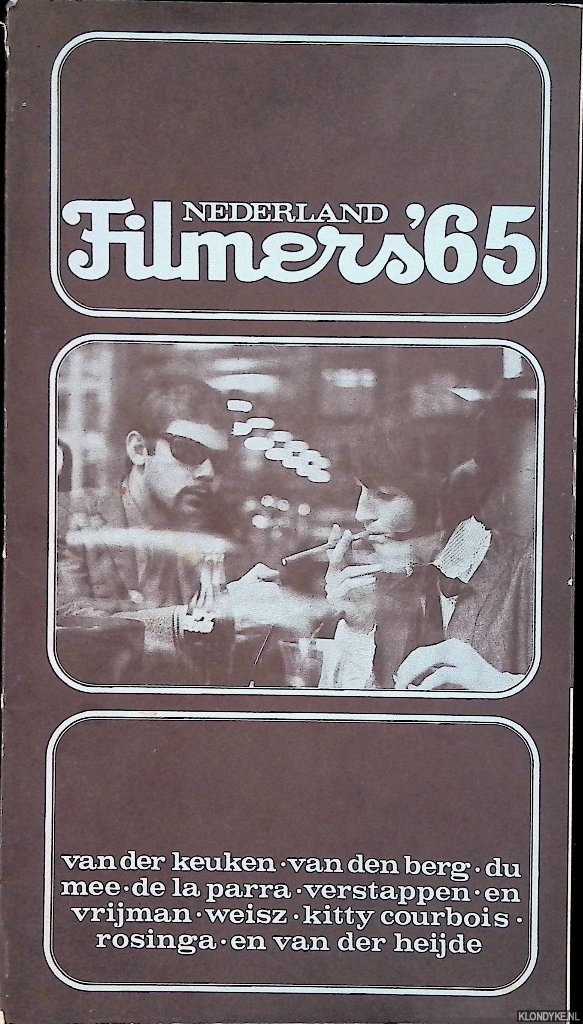 NEDERLAND
Filmers '65
van der keuken · van den berg · du
mee · de la parra · verstappen · en
vrijman · weisz · kitty courbois ·
rosinga · en van der heijde
KLONDYKE.NL